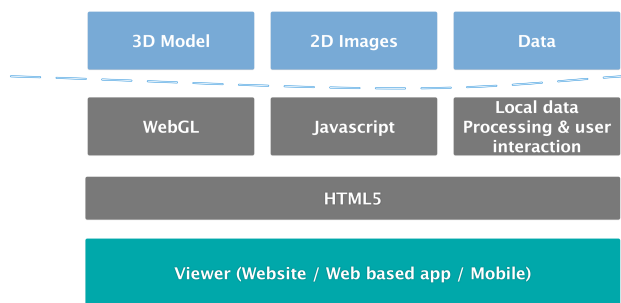 3D Model
2D Images
Data
WebGL
Javascript
Local data
Processing & user
interaction
HTML5
Viewer (Website / Web based app / Mobile)